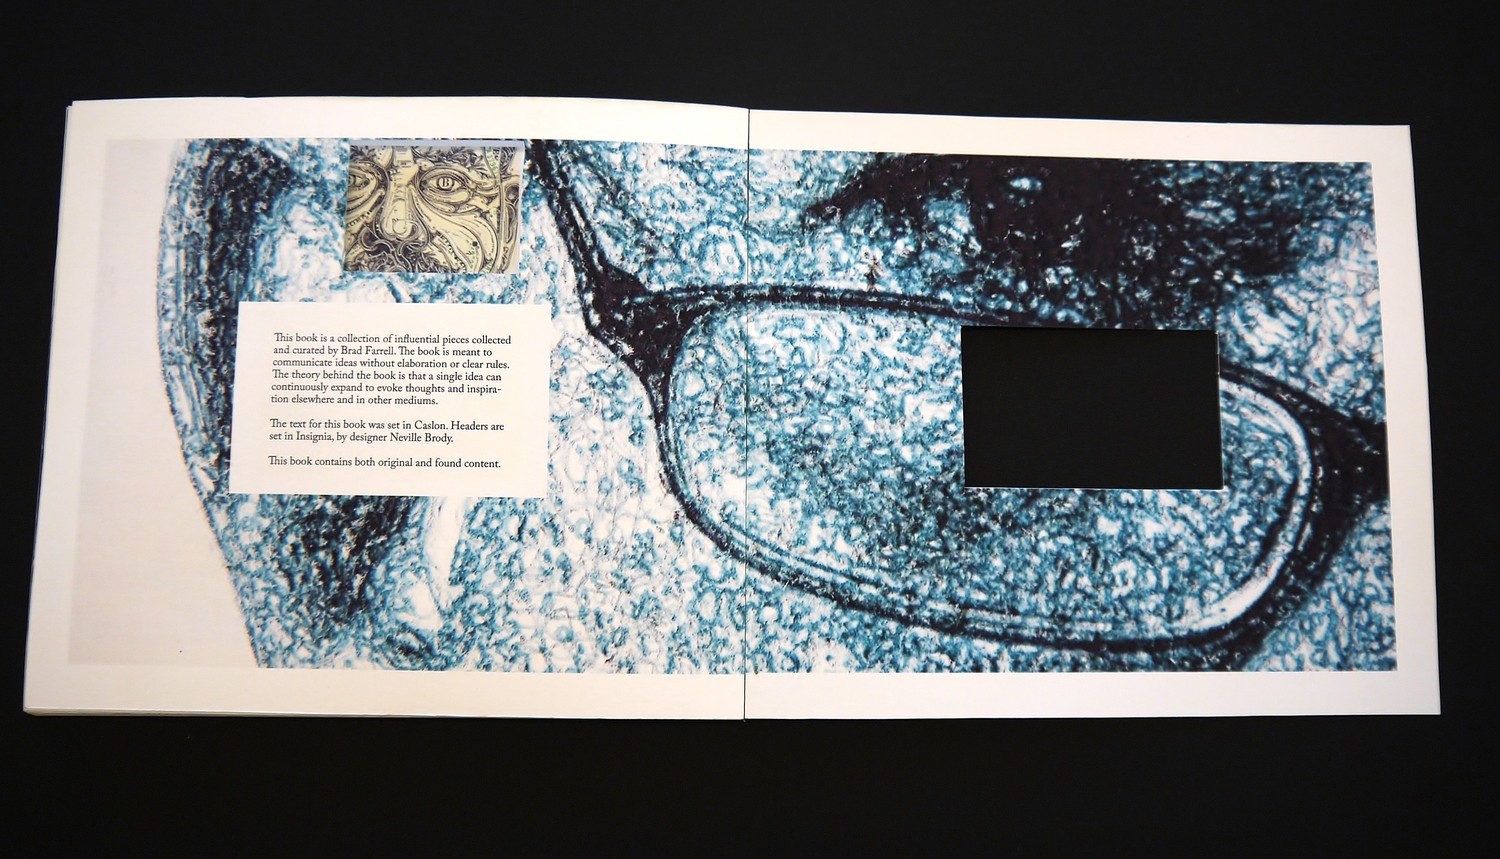 This book is a collection of influential pieces collected
and curated by Brad Farrell. The book is meant to
communicate ideas without elaboration or clear rules.
The theory behind the book is that a single idea can
continuously expand to evoke thoughts and inspira-
tion elsewhere and in other mediums.
The text for this book was set in Caslon. Headers are
set in Insignia, by designer Neville Brody.
This book contains both original and found content.